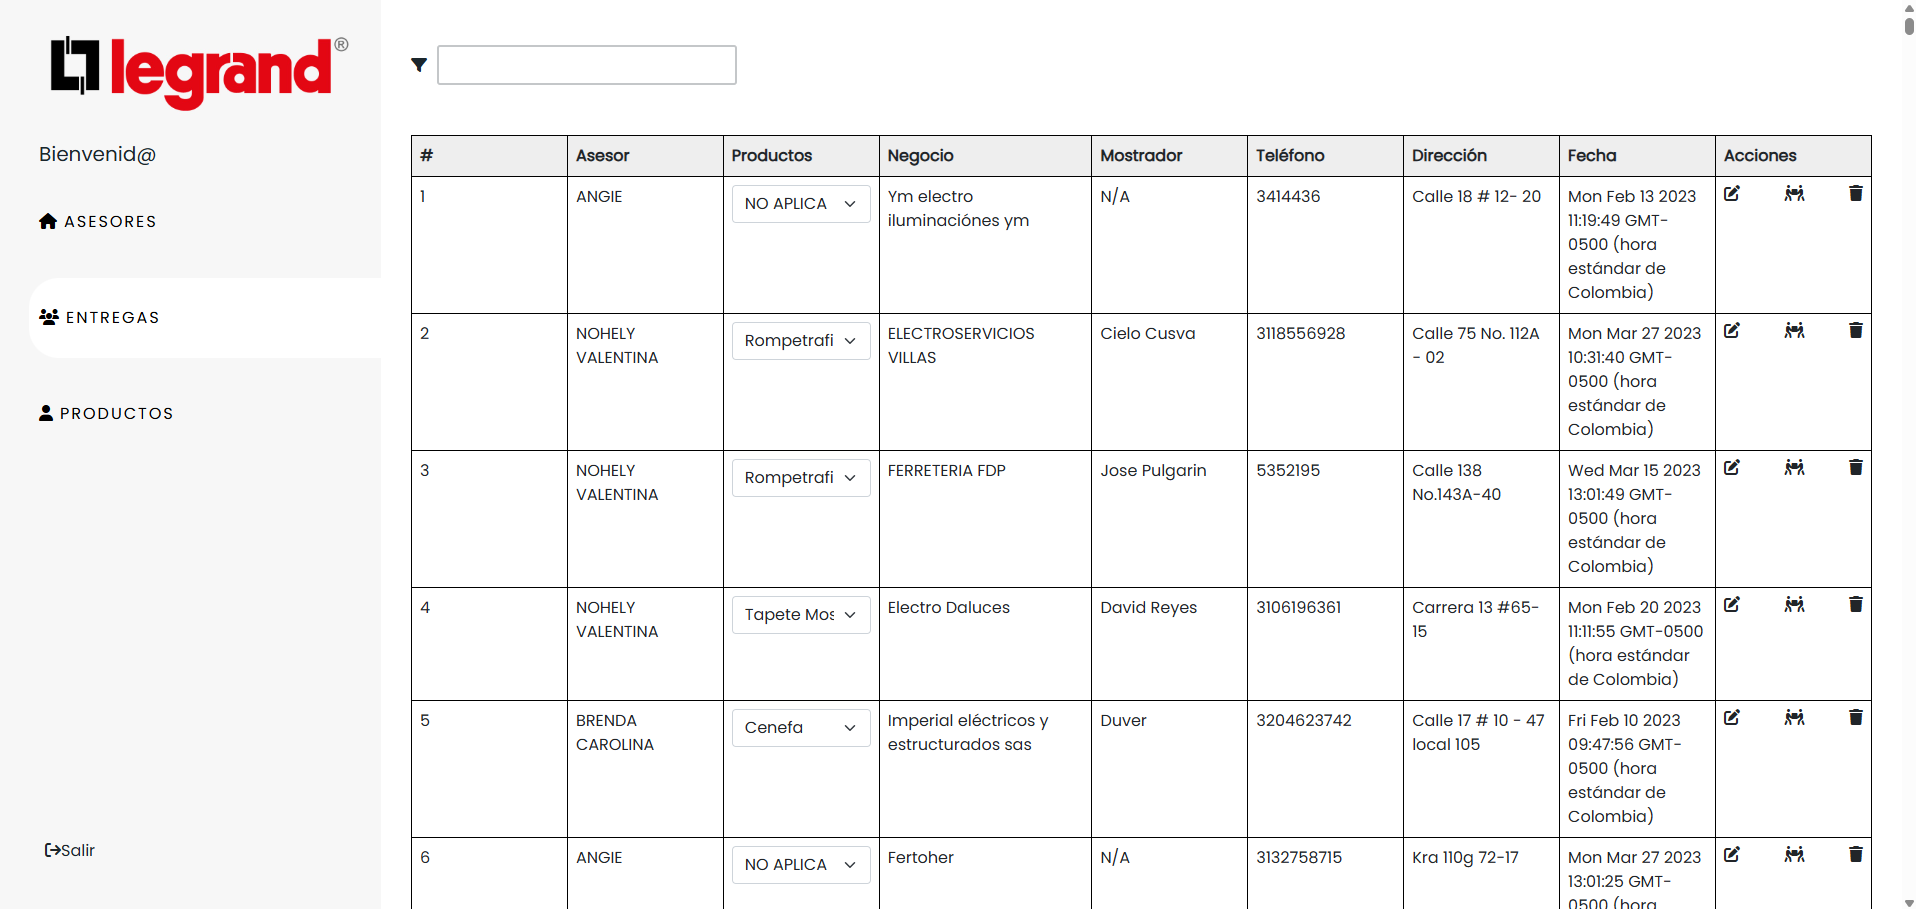 legrand®
Bienvenid@
ASESORES
ENTREGAS
PRODUCTOS
Salir
# Asesor Productos Negocio Mostrador Teléfono Dirección Fecha Acciones
1 ANGIE NO APLICA Ym electro N/A 3414436 Calle 18 # 12- 20 Mon Feb 13 2023
iluminaciónes ym 11:19:49 GMT-
0500 (hora
estándar de
Colombia)
2 NOHELY Rompetrafi ELECTROSERVICIOS Cielo Cusva 3118556928 Calle 75 No. 112A Mon Mar 27 2023
VALENTINA VILLAS - 02 10:31:40 GMT-
0500 (hora
estándar de
Colombia)
3 NOHELY Rompetrafi FERRETERIA FDP Jose Pulgarin 5352195 Calle 138 Wed Mar 15 2023
VALENTINA No.143A-40 13:01:49 GMT-
0500 (hora
estándar de
Colombia)
4 NOHELY Tapete Mos Electro Daluces David Reyes 3106196361 Carrera 13 #65- Mon Feb 20 2023
VALENTINA 15 11:11:55 GMT-0500
(hora estándar
de Colombia)
5 BRENDA Cenefa Imperial eléctricos y Duver 3204623742 Calle 17 # 10 - 47 Fri Feb 10 2023
CAROLINA estructurados sas local 105 09:47:56 GMT-
0500 (hora
estándar de
Colombia)
6 ANGIE NO APLICA Fertoher N/A 3132758715 Kra 110g 72-17 Mon Mar 27 2023
13:01:25 GMT-
0500 (hora